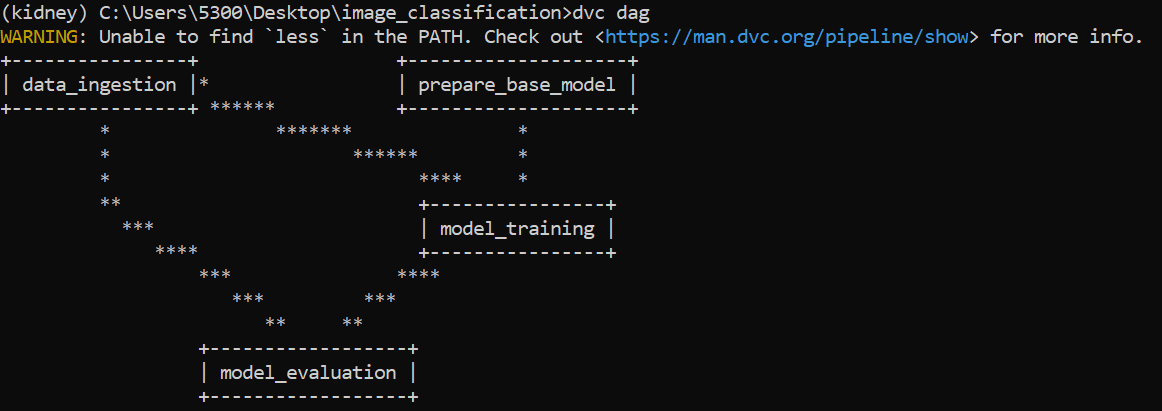 (kidney) C:\Users\5300\Desktop\image_classification>dvc dag
WARNING: Unable to find `less` in the PATH. Check out <https://man.dvc.org/pipeline/show> for more info.
data_ingestion
prepare_base_model
model_training
model_evaluation